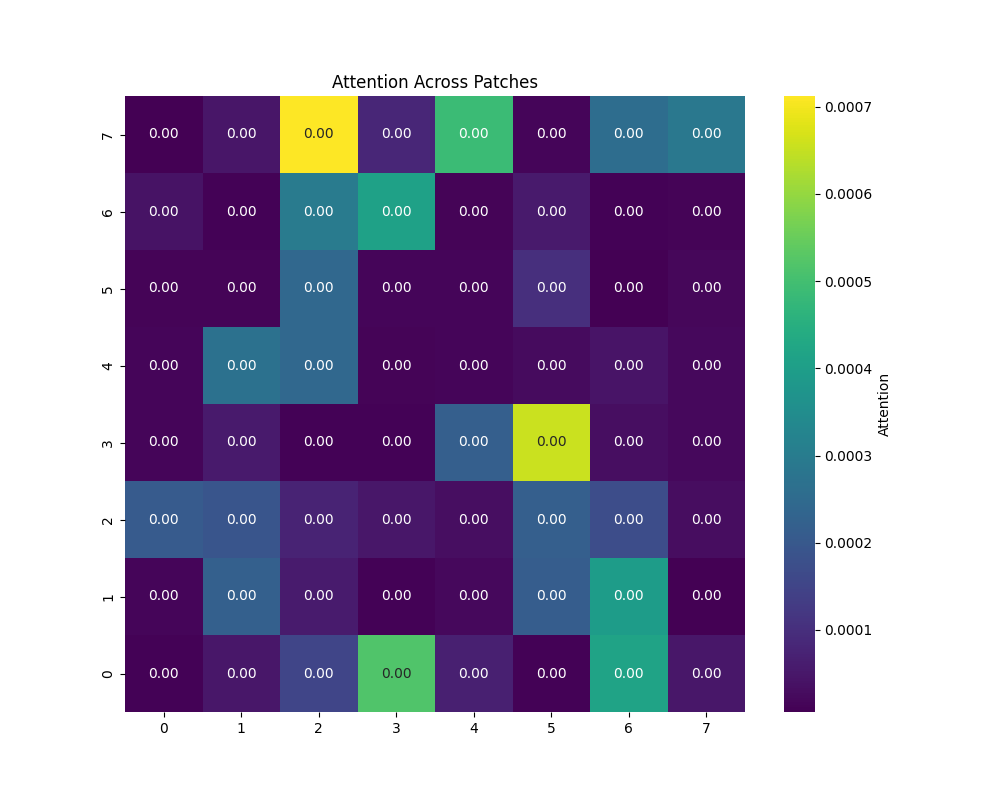 Attention Across Patches
7 0.00 0.00 0.00 0.00 0.00 0.00 0.00 0.00
6 0.00 0.00 0.00 0.00 0.00 0.00 0.00 0.00
5 0.00 0.00 0.00 0.00 0.00 0.00 0.00 0.00
4 0.00 0.00 0.00 0.00 0.00 0.00 0.00 0.00
3 0.00 0.00 0.00 0.00 0.00 0.00 0.00 0.00
2 0.00 0.00 0.00 0.00 0.00 0.00 0.00 0.00
1 0.00 0.00 0.00 0.00 0.00 0.00 0.00 0.00
0 0.00 0.00 0.00 0.00 0.00 0.00 0.00 0.00
0 1 2 3 4 5 6 7
0.0007
0.0006
0.0005
0.0004
0.0003
0.0002
0.0001
Attention